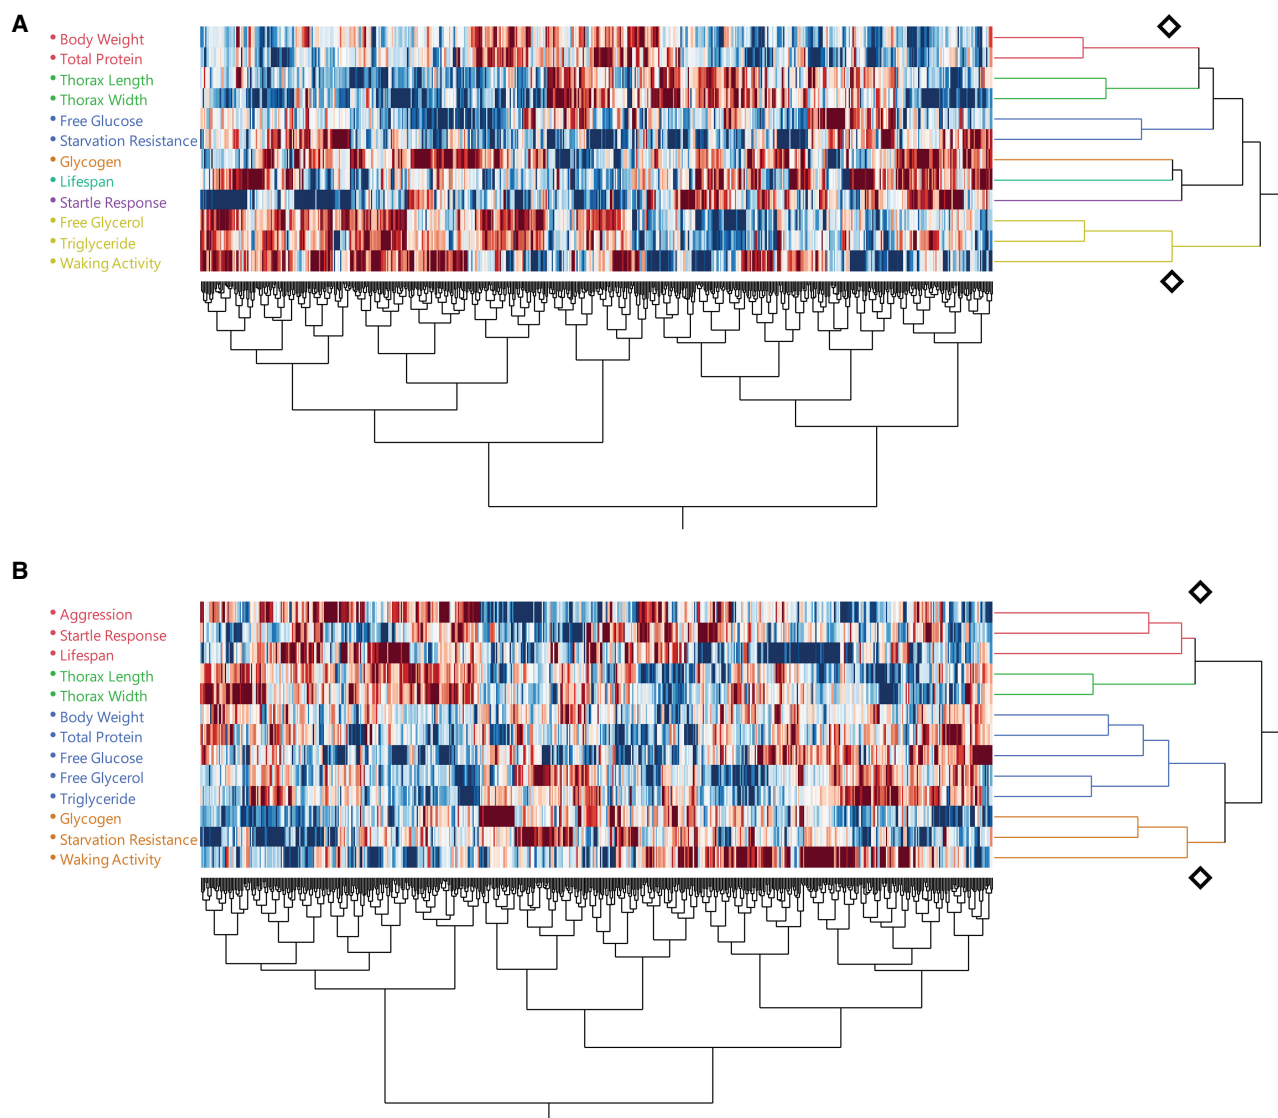 A
Body Weight
Total Protein
Thorax Length
Thorax Width
Free Glucose
Starvation Resistance
Glycogen
Lifespan
Startle Response
Free Glycerol
Triglyceride
Waking Activity
B
Aggression
Startle Response
Lifespan
Thorax Length
Thorax Width
Body Weight
Total Protein
Free Glucose
Free Glycerol
Triglyceride
Glycogen
Starvation Resistance
Waking Activity